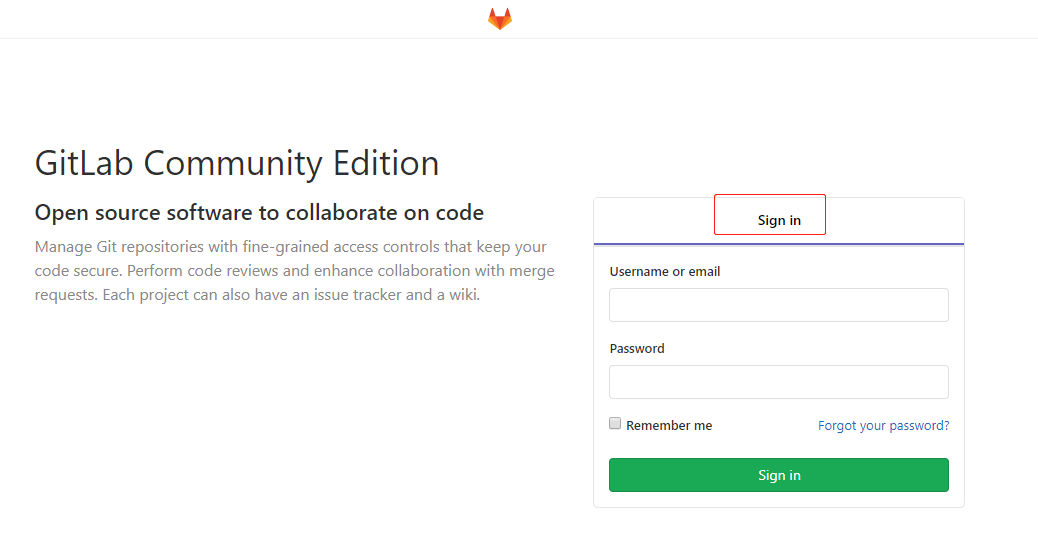 GitLab Community Edition
Open source software to collaborate on code
Manage Git repositories with fine-grained access controls that keep your
code secure. Perform code reviews and enhance collaboration with merge
requests. Each project can also have an issue tracker and a wiki.
Sign in
Username or email
Password
Remember me
Forgot your password?
Sign in